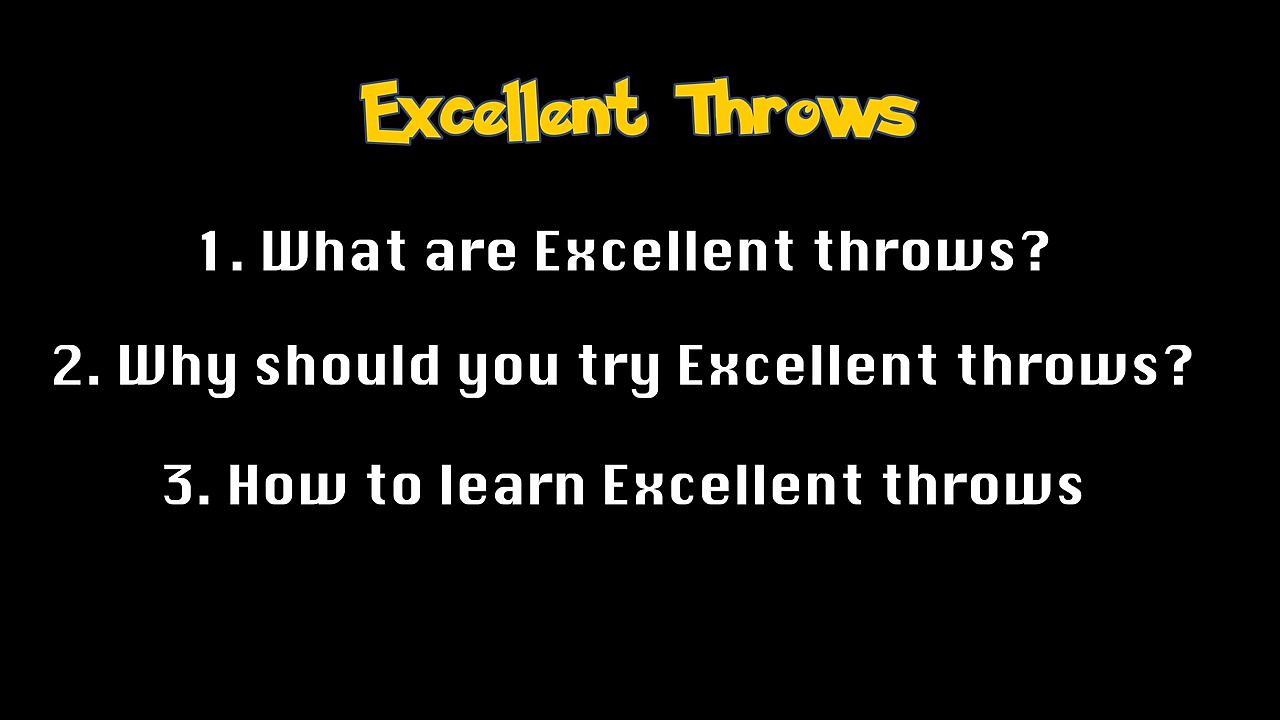 Excellent Throws
1. What are Excellent throws?
2. Why should you try Excellent throws?
3. How to learn Excellent throws